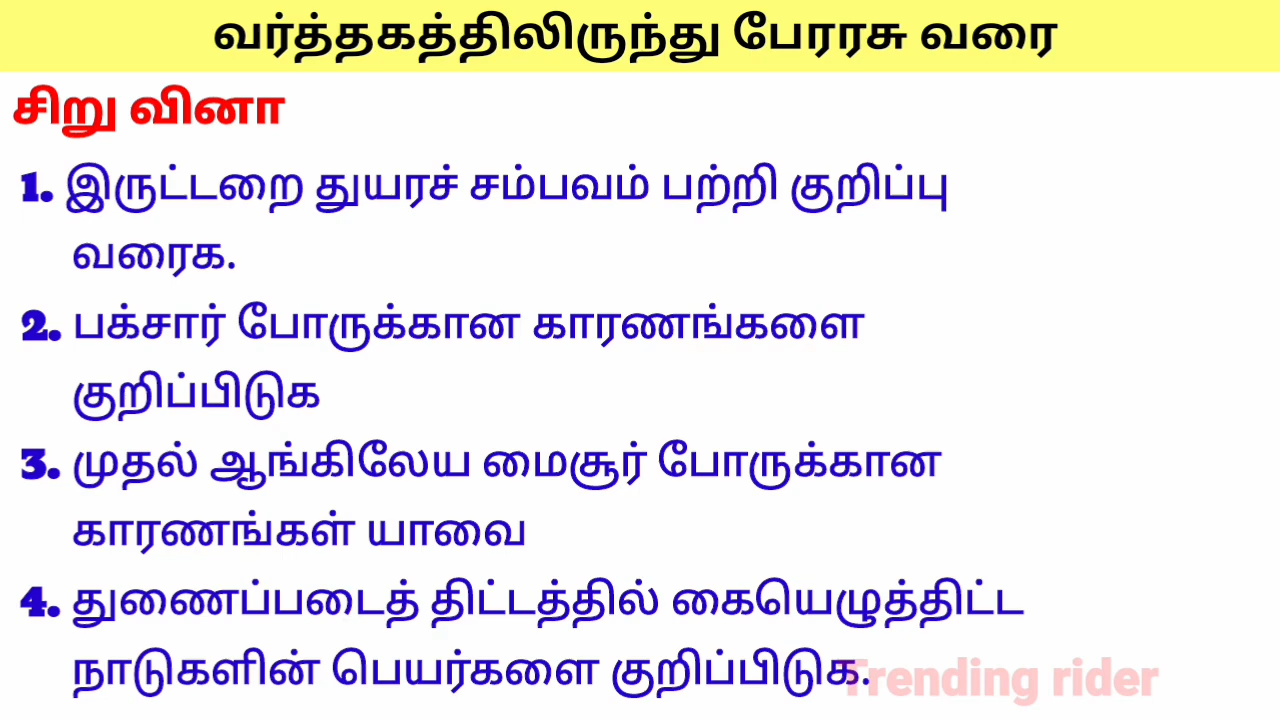 வர்த்தகத்திலிருந்து பேரரசு வரை
சிறு வினா
1. இருட்டறை துயரச் சம்பவம் பற்றி குறிப்பு
வரைக.
2. பக்சார் போருக்கான காரணங்களை
குறிப்பிடுக
3. முதல் ஆங்கிலேய மைசூர் போருக்கான
காரணங்கள் யாவை
4. துணைப்படைத் திட்டத்தில் கையெழுத்திட்ட
நாடுகளின் பெயர்களை குறிப்பிடுக.
Trending rider